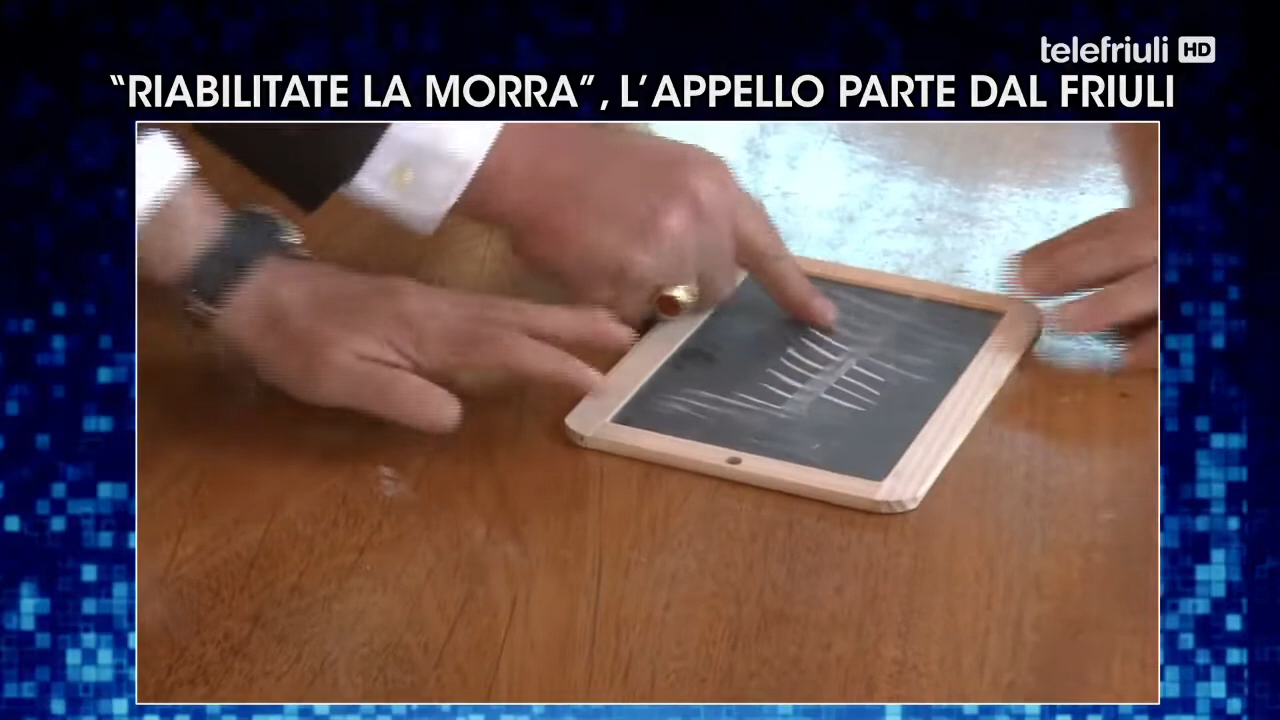 telefriuli HD
“RIABILITATE LA MORRA”, L’APPELLO PARTE DAL FRIULI